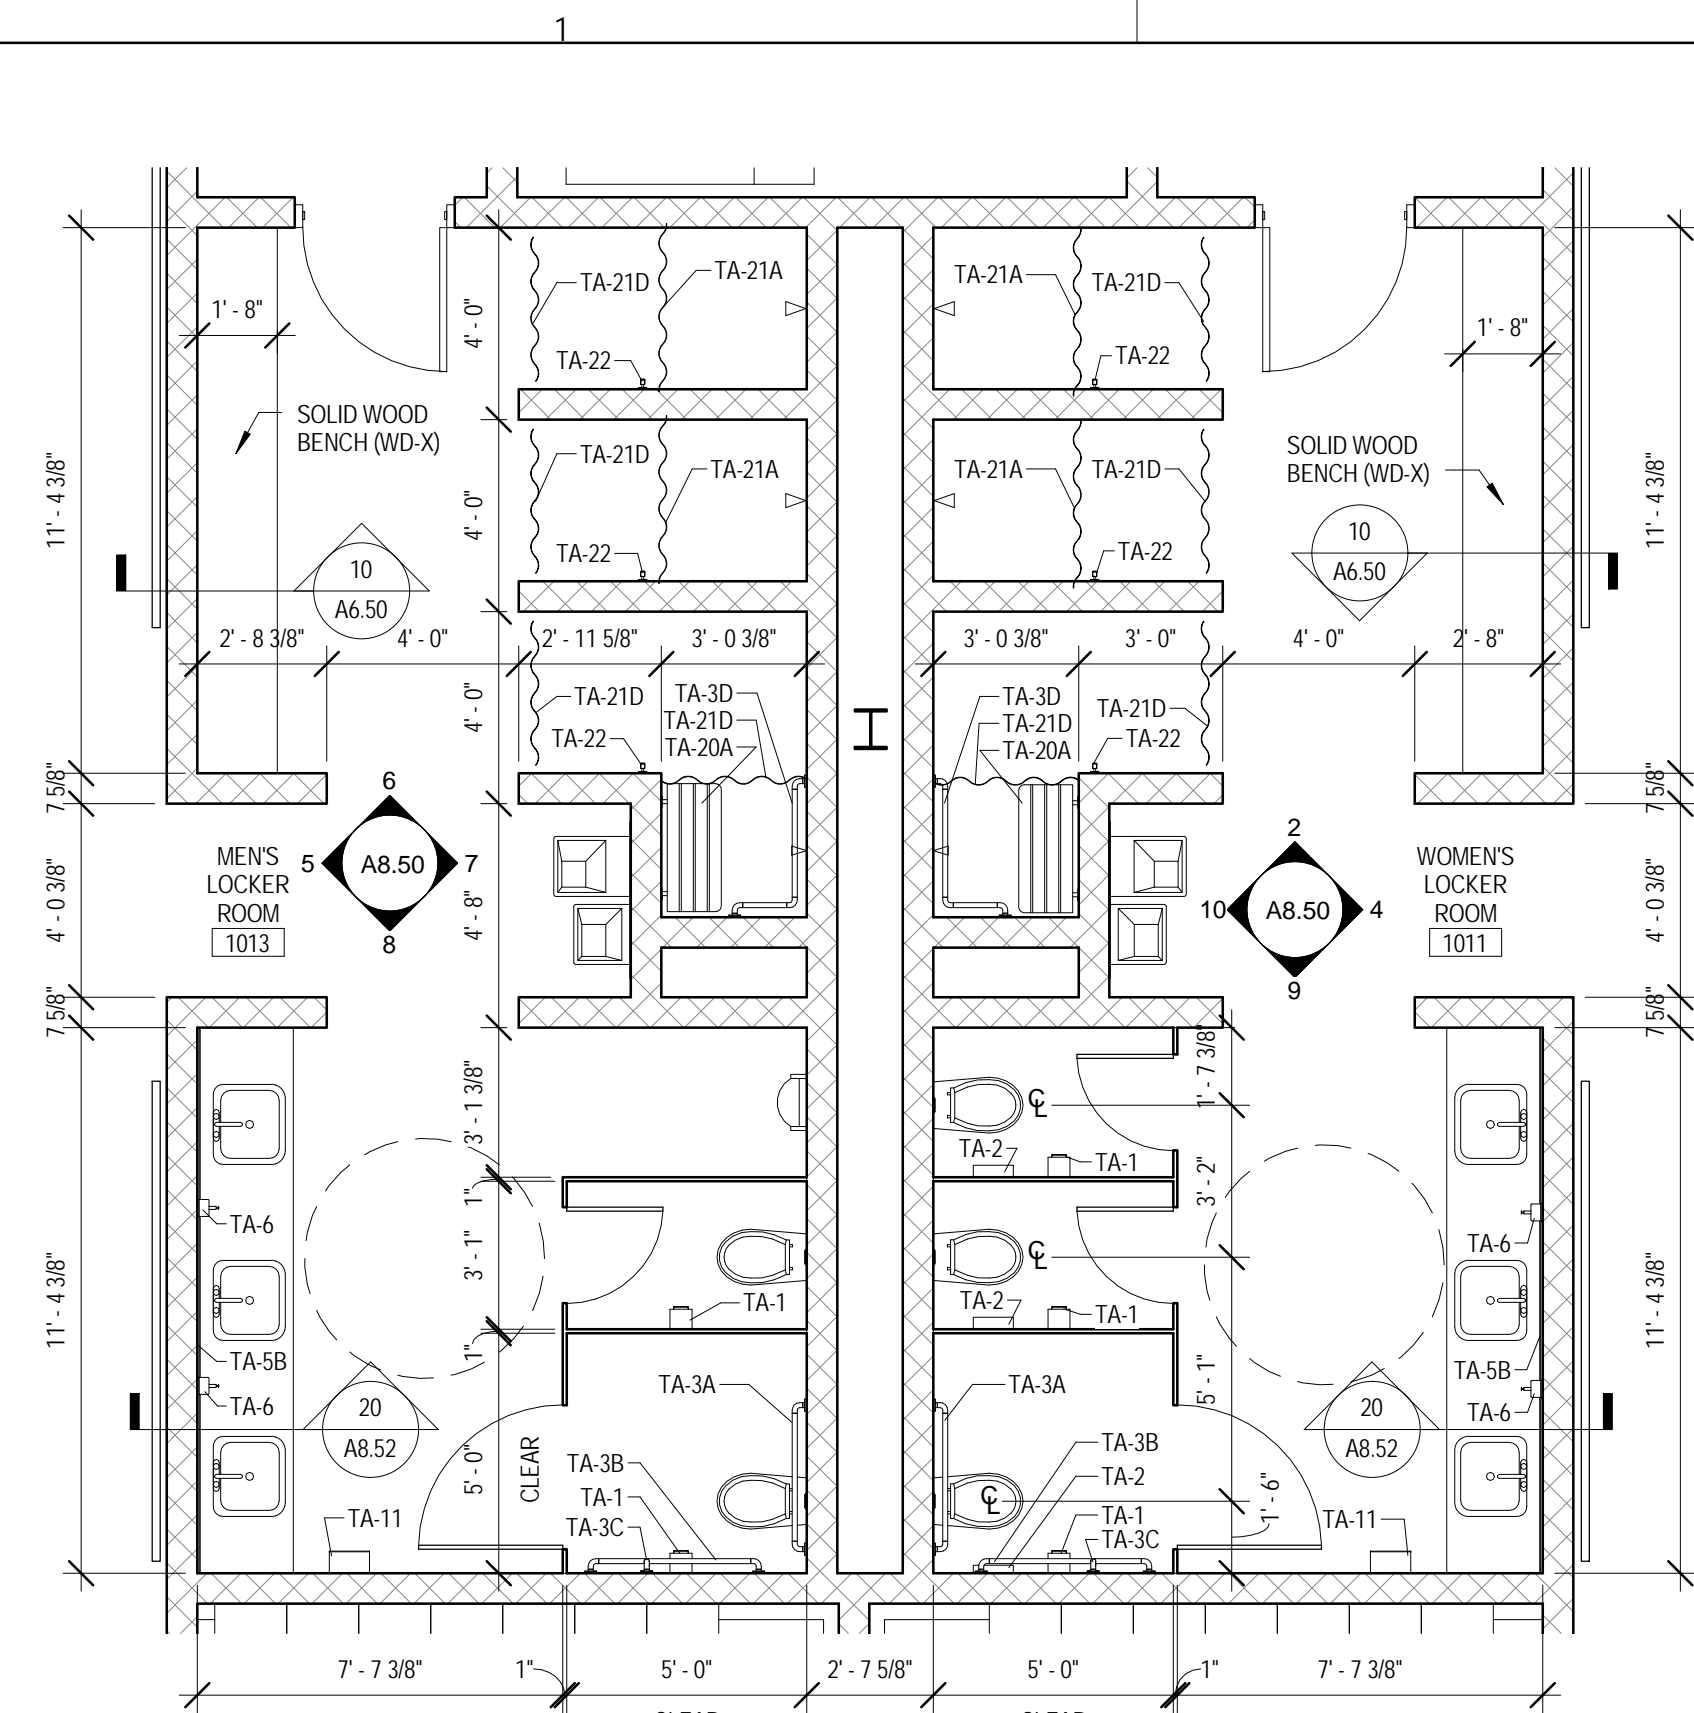 1
TA-21D
TA-21A
TA-21A
TA-21D
1' - 8"
4' - 0"
1' - 8"
TA-22
TA-22
SOLID WOOD
BENCH (WD-X)
SOLID WOOD
BENCH (WD-X)
TA-21D
TA-21A
TA-21A
TA-21D
11' - 4 3/8"
4' - 0"
11' - 4 3/8"
TA-22
TA-22
10
A6.50
10
A6.50
2' - 8 3/8"
4' - 0"
2' - 11 5/8"
3' - 0 3/8"
3' - 0 3/8"
3' - 0"
4' - 0"
2' - 8"
4' - 0"
TA-21D
TA-3D
TA-21D
TA-20A
TA-22
TA-3D
TA-21D
TA-20A
TA-21D
TA-22
7 5/8"
7 5/8"
MEN'S
LOCKER
ROOM
1013
6
5
A8.50
7
8
4' - 0 3/8"
4' - 8"
2
10
A8.50
4
9
WOMEN'S
LOCKER
ROOM
1011
4' - 0 3/8"
7 5/8"
7 5/8"
3' - 1 3/8"
1' - 7 3/8"
CL
TA-2
TA-1
1"
3' - 2"
TA-6
TA-6
3' - 1"
CL
TA-1
TA-2
TA-1
11' - 4 3/8"
11' - 4 3/8"
1"
TA-5B
TA-5B
TA-6
TA-6
TA-3A
TA-3A
5' - 1"
20
A8.52
20
A8.52
5' - 0"
CLEAR
TA-3B
TA-1
TA-3C
TA-3B
TA-2
CL
TA-1
TA-3C
1' - 6"
TA-11
TA-11
7' - 7 3/8"
1"
5' - 0"
2' - 7 5/8"
5' - 0"
1"
7' - 7 3/8"
CLEAR
CLEAR